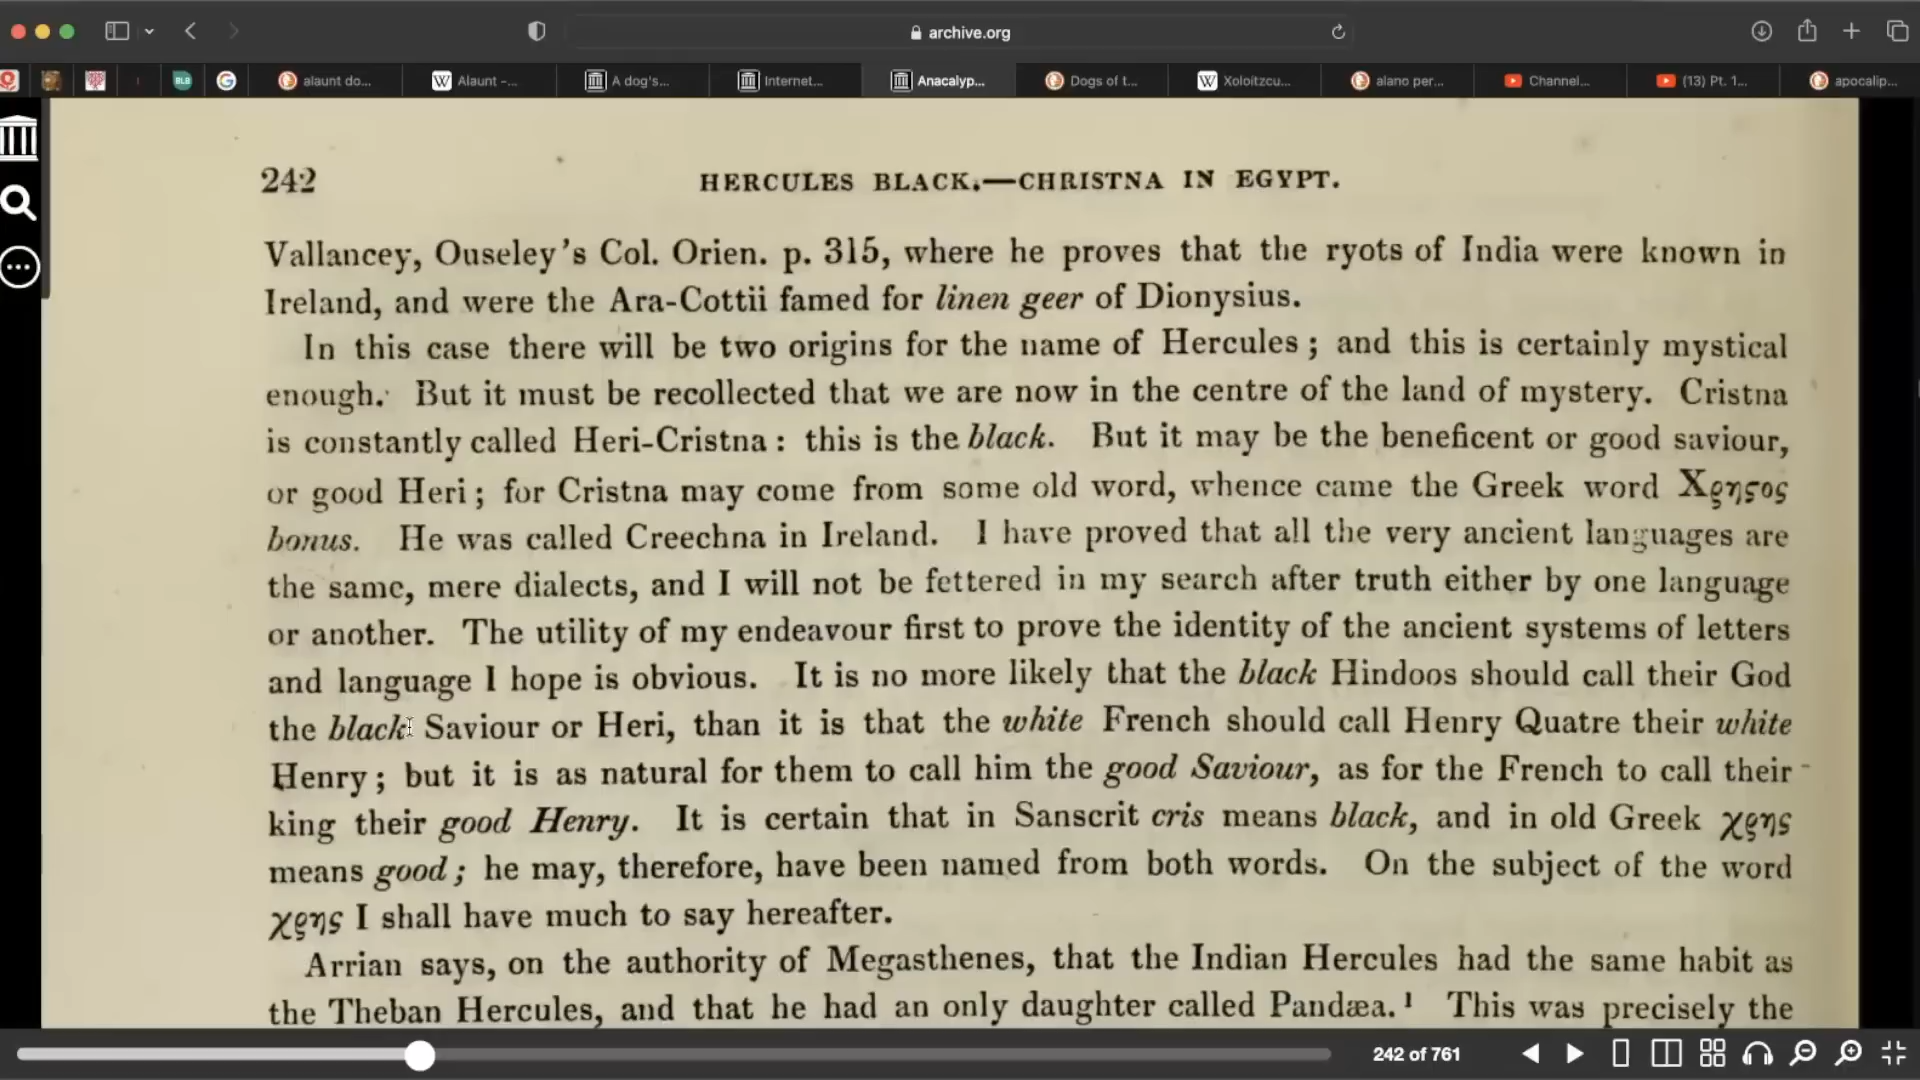 archive.org
alaunt do...
Alaunt -...
A dog's...
Internet...
Anacalyp...
Dogs of t...
Xoloitzcu...
alano per...
Channel...
(13) Pt. 1...
apocalip...
BLB
242 HERCULES BLACK.—CHRISTNA IN EGYPT.
Vallancey, Ouseley's Col. Orien. p. 315, where he proves that the ryots of India were known in
Ireland, and were the Ara-Cottii famed for linen geer of Dionysius.
In this case there will be two origins for the name of Hercules; and this is certainly mystical
enough. But it must be recollected that we are now in the centre of the land of mystery. Cristna
is constantly called Heri-Cristna: this is the black. But it may be the beneficent or good saviour,
or good Heri; for Cristna may come from some old word, whence came the Greek word Χρηϛος
bonus. He was called Creechna in Ireland. I have proved that all the very ancient languages are
the same, mere dialects, and I will not be fettered in my search after truth either by one language
or another. The utility of my endeavour first to prove the identity of the ancient systems of letters
and language I hope is obvious. It is no more likely that the black Hindoos should call their God
the black Saviour or Heri, than it is that the white French should call Henry Quatre their white
Henry; but it is as natural for them to call him the good Saviour, as for the French to call their
king their good Henry. It is certain that in Sanscrit cris means black, and in old Greek χρης
means good; he may, therefore, have been named from both words. On the subject of the word
χρης I shall have much to say hereafter.
Arrian says, on the authority of Megasthenes, that the Indian Hercules had the same habit as
the Theban Hercules, and that he had an only daughter called Pandæa.¹ This was precisely the
242 of 761